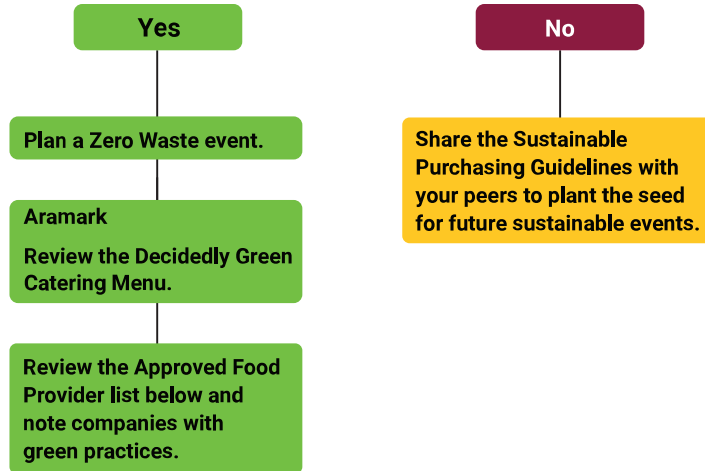 Yes
Plan a Zero Waste event.
Aramark
Review the Decidedly Green
Catering Menu.
Review the Approved Food
Provider list below and
note companies with
green practices.
No
Share the Sustainable
Purchasing Guidelines with
your peers to plant the seed
for future sustainable events.